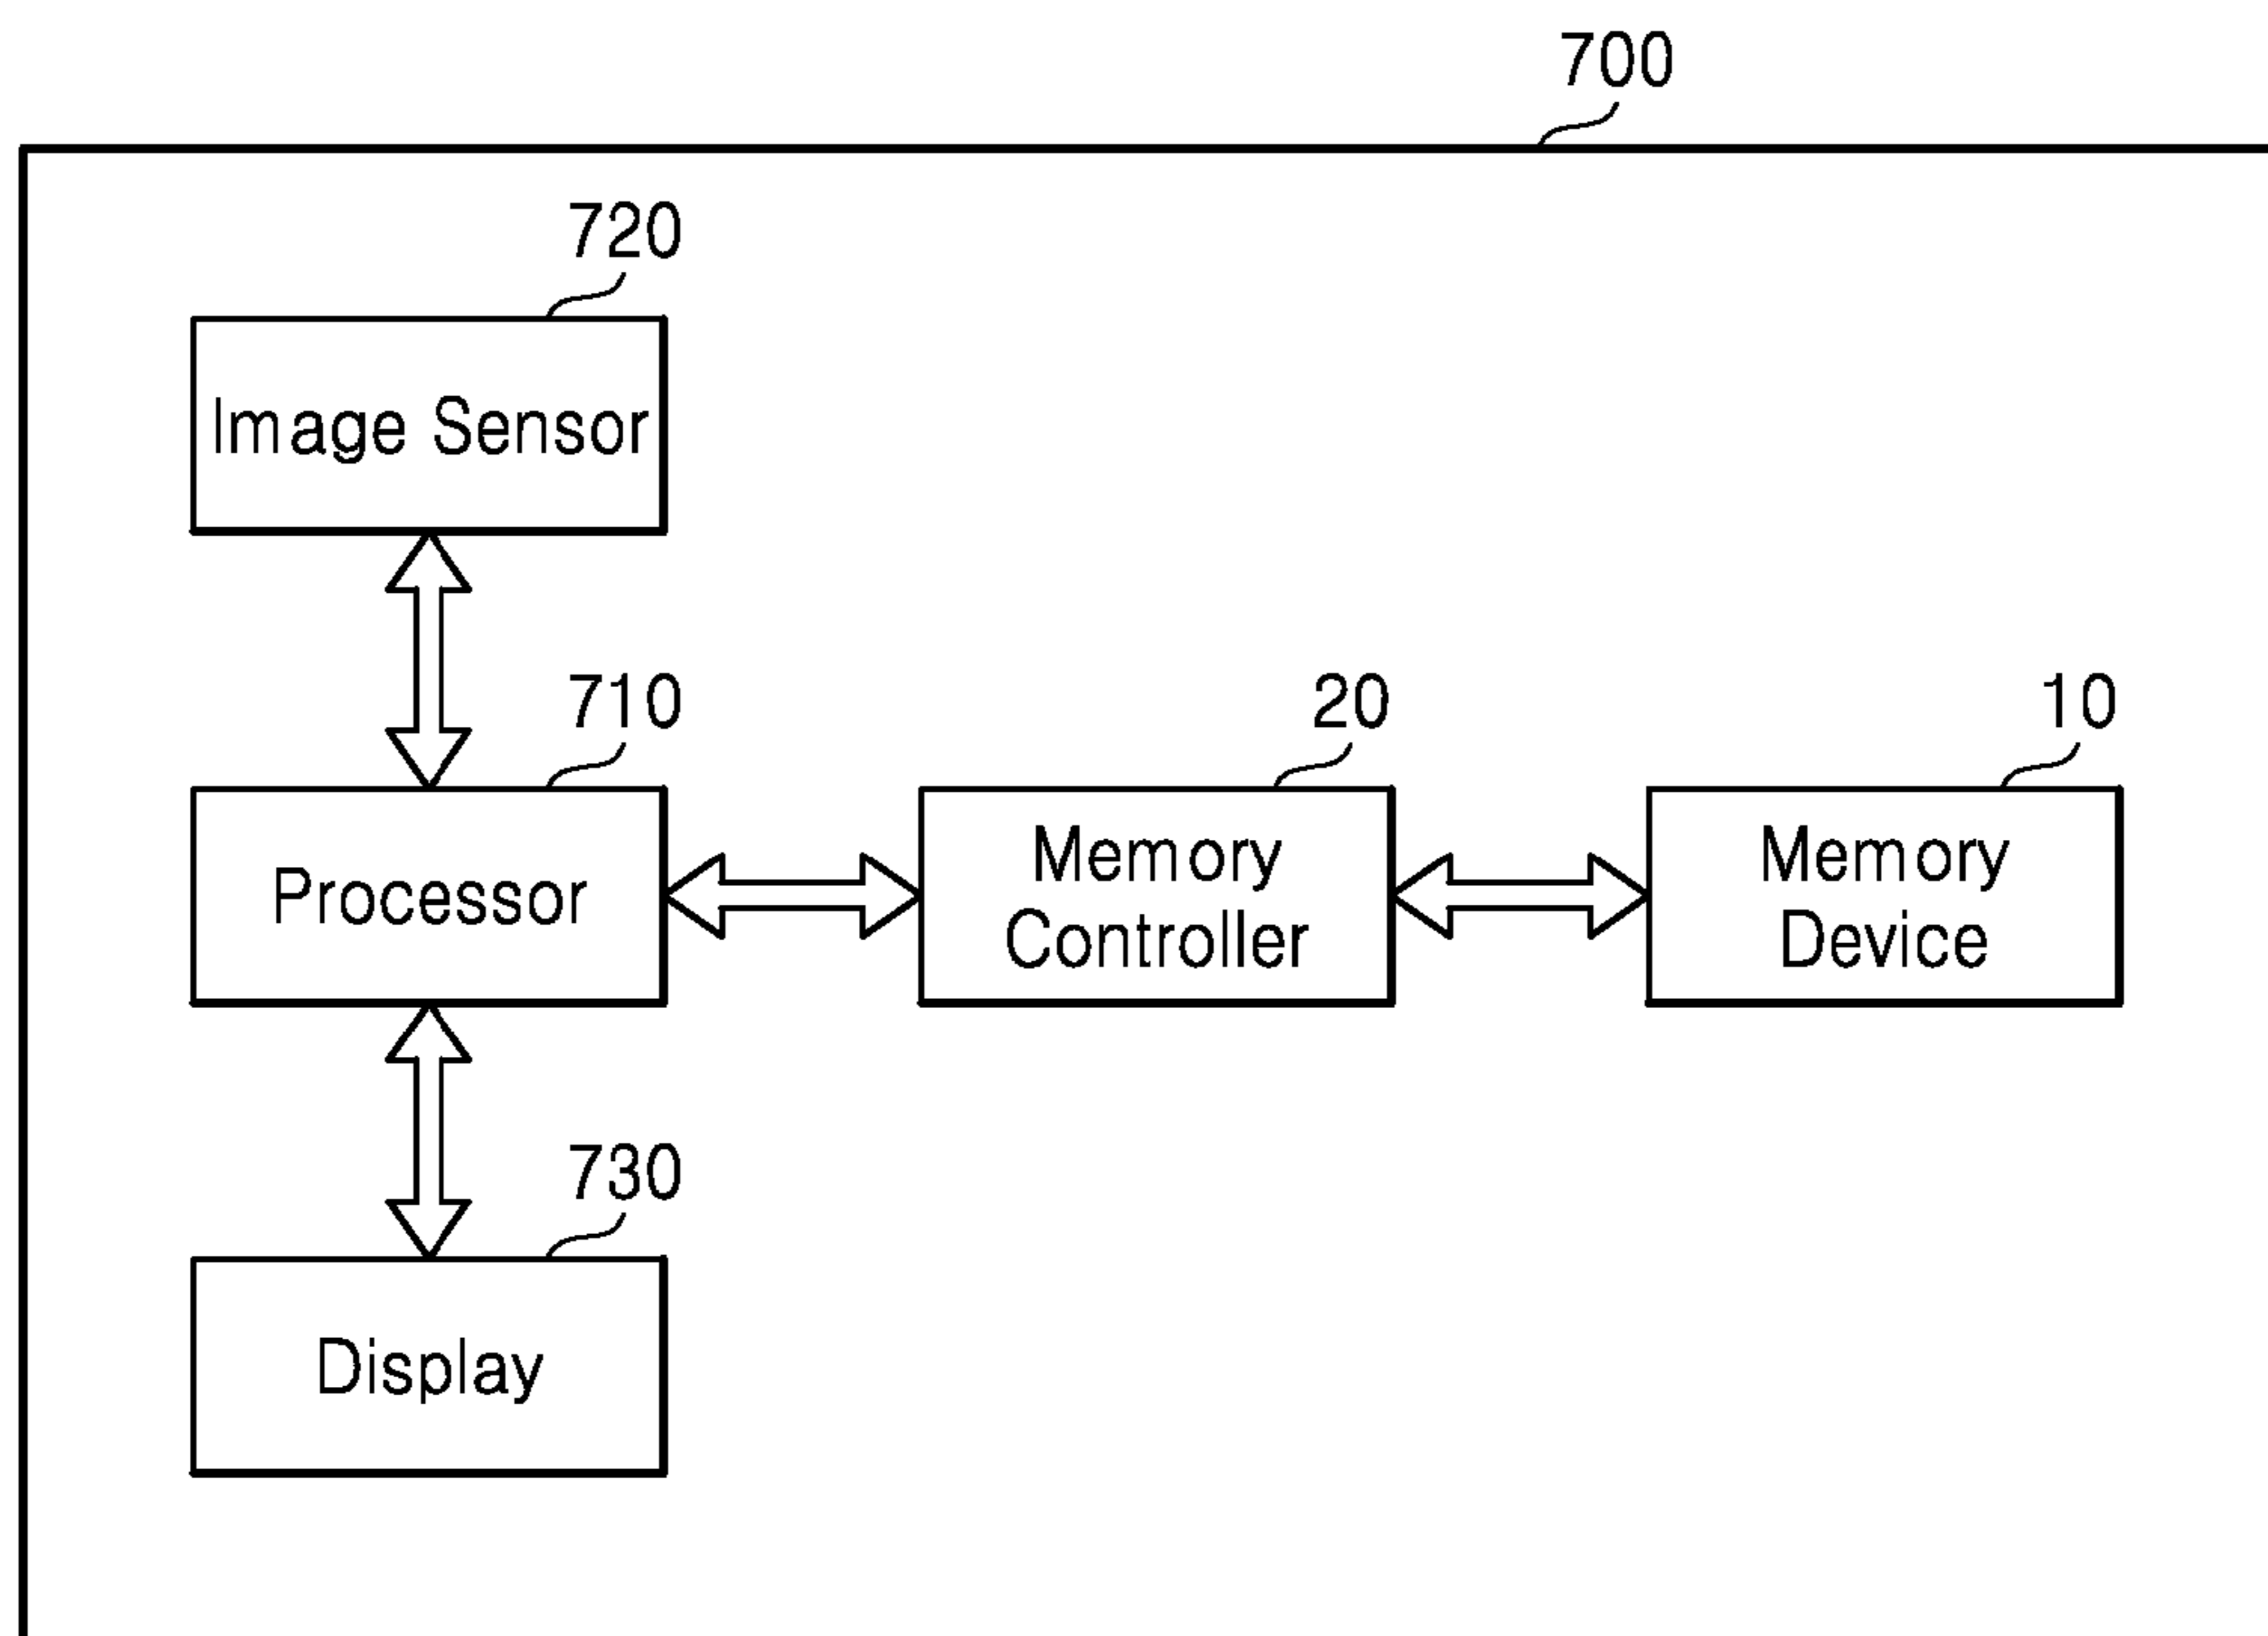 700
720
Image Sensor
710
20
10
Processor
Memory
Controller
Memory
Device
730
Display